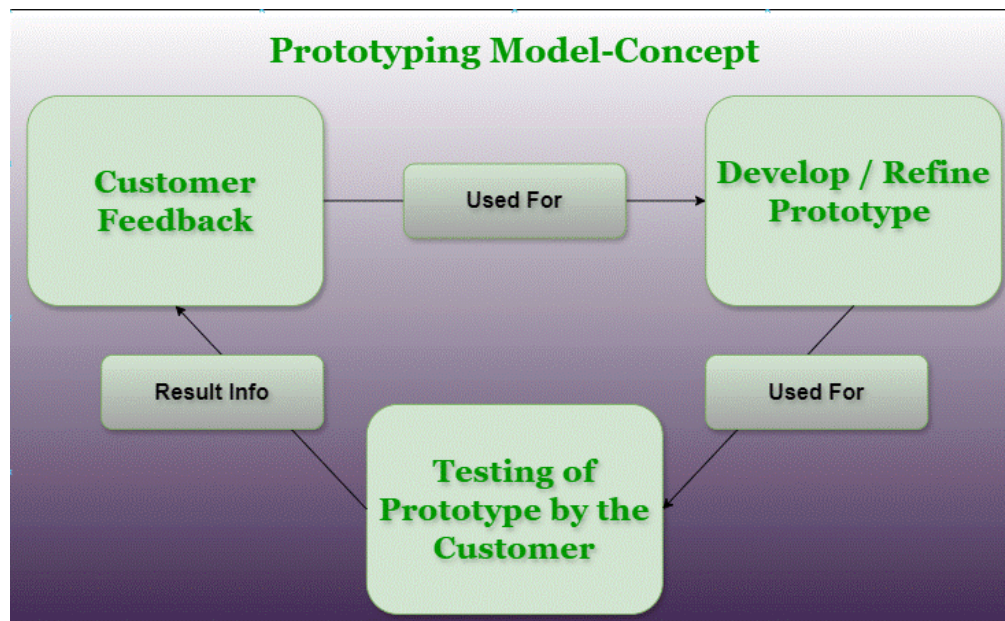 Prototyping Model-Concept
Customer
Feedback
Used For
Develop / Refine
Prototype
Result Info
Used For
Testing of
Prototype by the
Customer